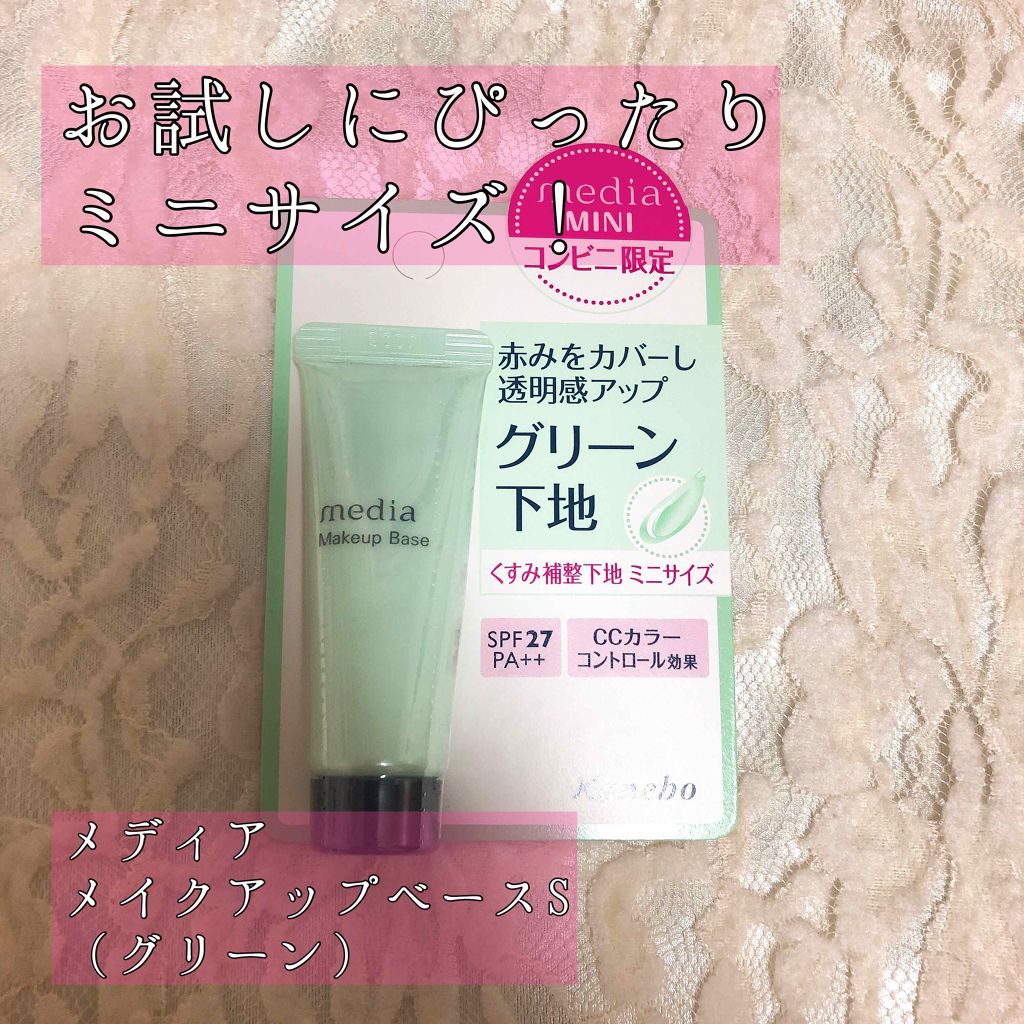 お試しにぴったり
ミニサイズ！
media
MINI
コンビニ限定
赤みをカバーし
透明感アップ
グリーン
下地
くすみ補整下地 ミニサイズ
SPF27
PA++
CCカラー
コントロール効果
media
Makeup Base
Kanebo
メディア
メイクアップベースS
（グリーン）